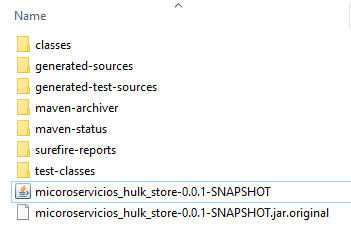 Name
classes
generated-sources
generated-test-sources
maven-archiver
maven-status
surefire-reports
test-classes
micoroservicios_hulk_store-0.0.1-SNAPSHOT
micoroservicios_hulk_store-0.0.1-SNAPSHOT.jar.original